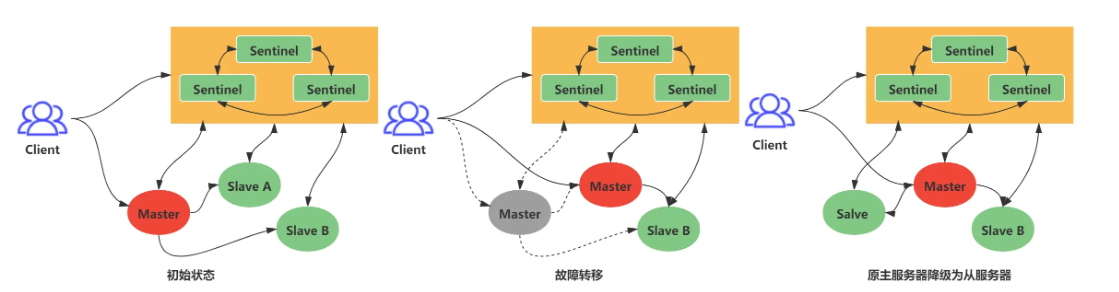 Sentinel
Sentinel
Sentinel
Client
Slave A
Master
Slave B
初始状态
Sentinel
Sentinel
Sentinel
Client
Master
Master
Slave B
故障转移
Sentinel
Sentinel
Sentinel
Client
Master
Salve
Slave B
原主服务器降级为从服务器